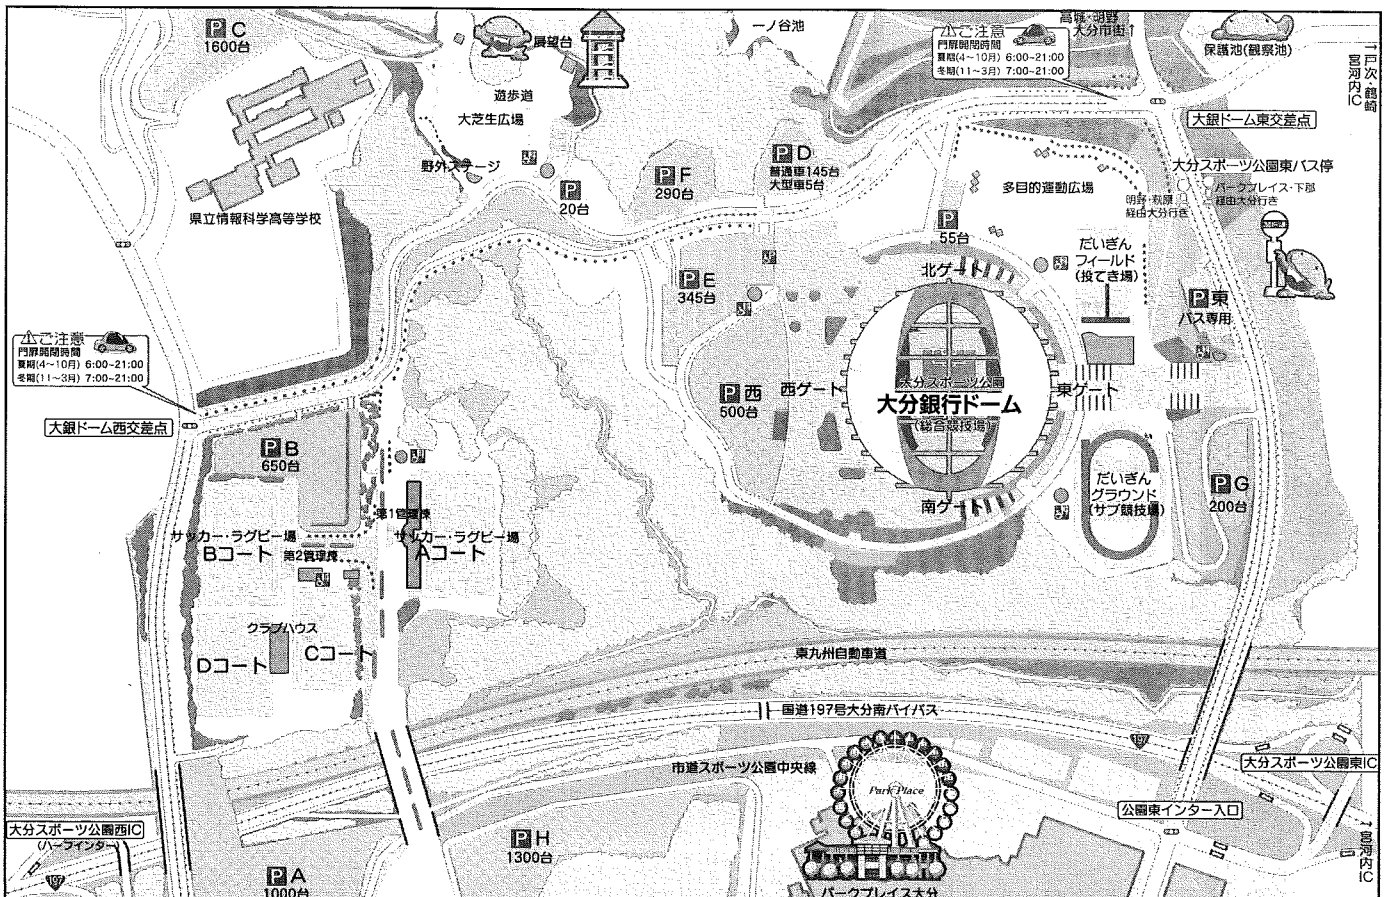 P C
1600台
展望台
遊歩道
大芝生広場
野外ステージ
一ノ谷池
高城・明野
大分市街↑
⚠ご注意
門扉開閉時間
夏期(4〜10月) 6:00~21:00
冬期(11〜3月) 7:00~21:00
保護池(観察池)
↑戸次・鶴崎
宮河内IC
大銀ドーム東交差点
大分スポーツ公園東バス停
パークプレイス・下郡
経由大分行き
明野・萩原
経由大分行き
県立情報科学高等学校
P
20台
P F
290台
P D
普通車145台
大型車5台
多目的運動広場
P
55台
だいぎん
フィールド
(投てき場)
P 東
バス専用
P E
345台
北ゲート
⚠ご注意
門扉開閉時間
夏期(4〜10月) 6:00~21:00
冬期(11〜3月) 7:00~21:00
大銀ドーム西交差点
P 西
500台
西ゲート
大分スポーツ公園
大分銀行ドーム
(総合競技場)
東ゲート
南ゲート
だいぎん
グラウンド
(サブ競技場)
P G
200台
P B
650台
第1管理棟
サッカー・ラグビー場
Bコート
サッカー・ラグビー場
Aコート
第2管理棟
クラブハウス
Dコート
Cコート
東九州自動車道
国道197号大分南バイパス
197
市道スポーツ公園中央線
Park Place
大分スポーツ公園東IC
公園東インター入口
大分スポーツ公園西IC
(ハーフインター)
197
P H
1300台
P A
1000台
パークプレイス大分
↑宮河内IC